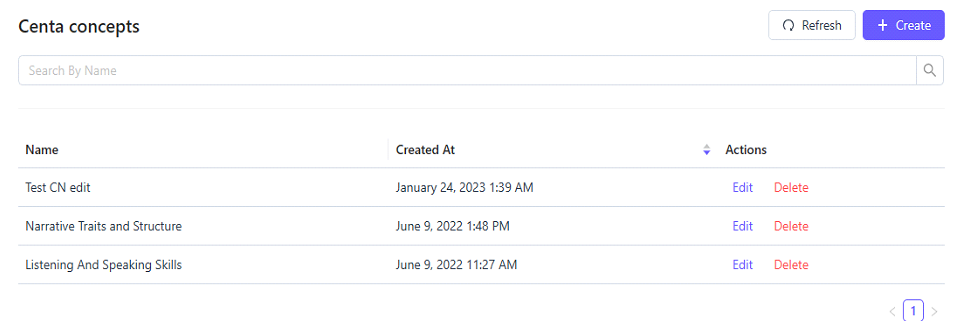 Centa concepts
Refresh
+ Create
Search By Name
Name Created At Actions
Test CN edit January 24, 2023 1:39 AM Edit Delete
Narrative Traits and Structure June 9, 2022 1:48 PM Edit Delete
Listening And Speaking Skills June 9, 2022 11:27 AM Edit Delete
< 1 >